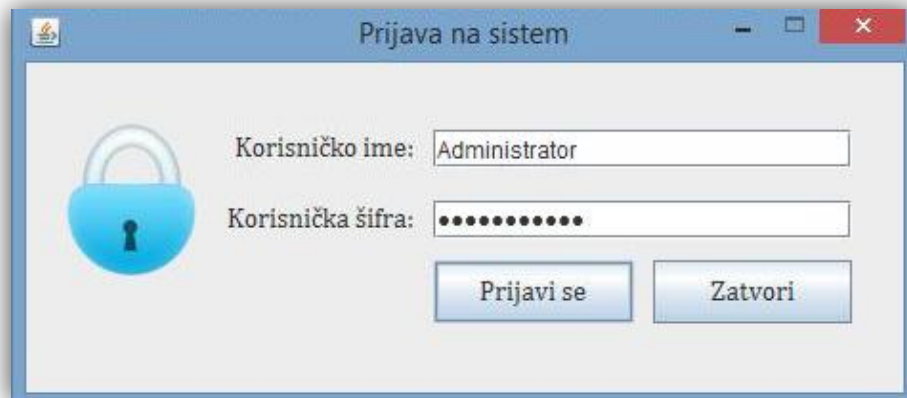 Prijava na sistem
Korisničko ime: Administrator
Korisnička šifra: •••••••••••
Prijavi se Zatvori